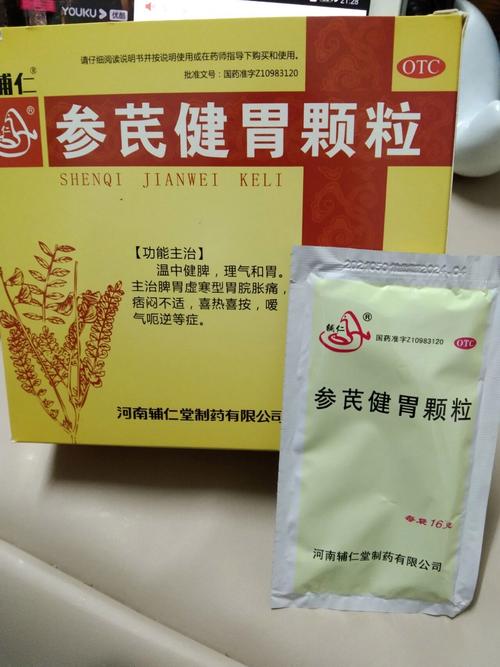 YOUKU 优酷
21:28
请仔细阅读说明书并按说明使用或在药师指导下购买和使用。
批准文号：国药准字Z10983120
OTC
辅仁®
®
参芪健胃颗粒
SHENQI JIANWEI KELI
【功能主治】
温中健脾，理气和胃。
主治脾胃虚寒型胃脘胀痛，
痞闷不适，喜热喜按，嗳
气呃逆等症。
河南辅仁堂制药有限公司
2024.04
辅仁
®
国药准字Z10983120
OTC
参芪健胃颗粒
每袋16克
河南辅仁堂制药有限公司